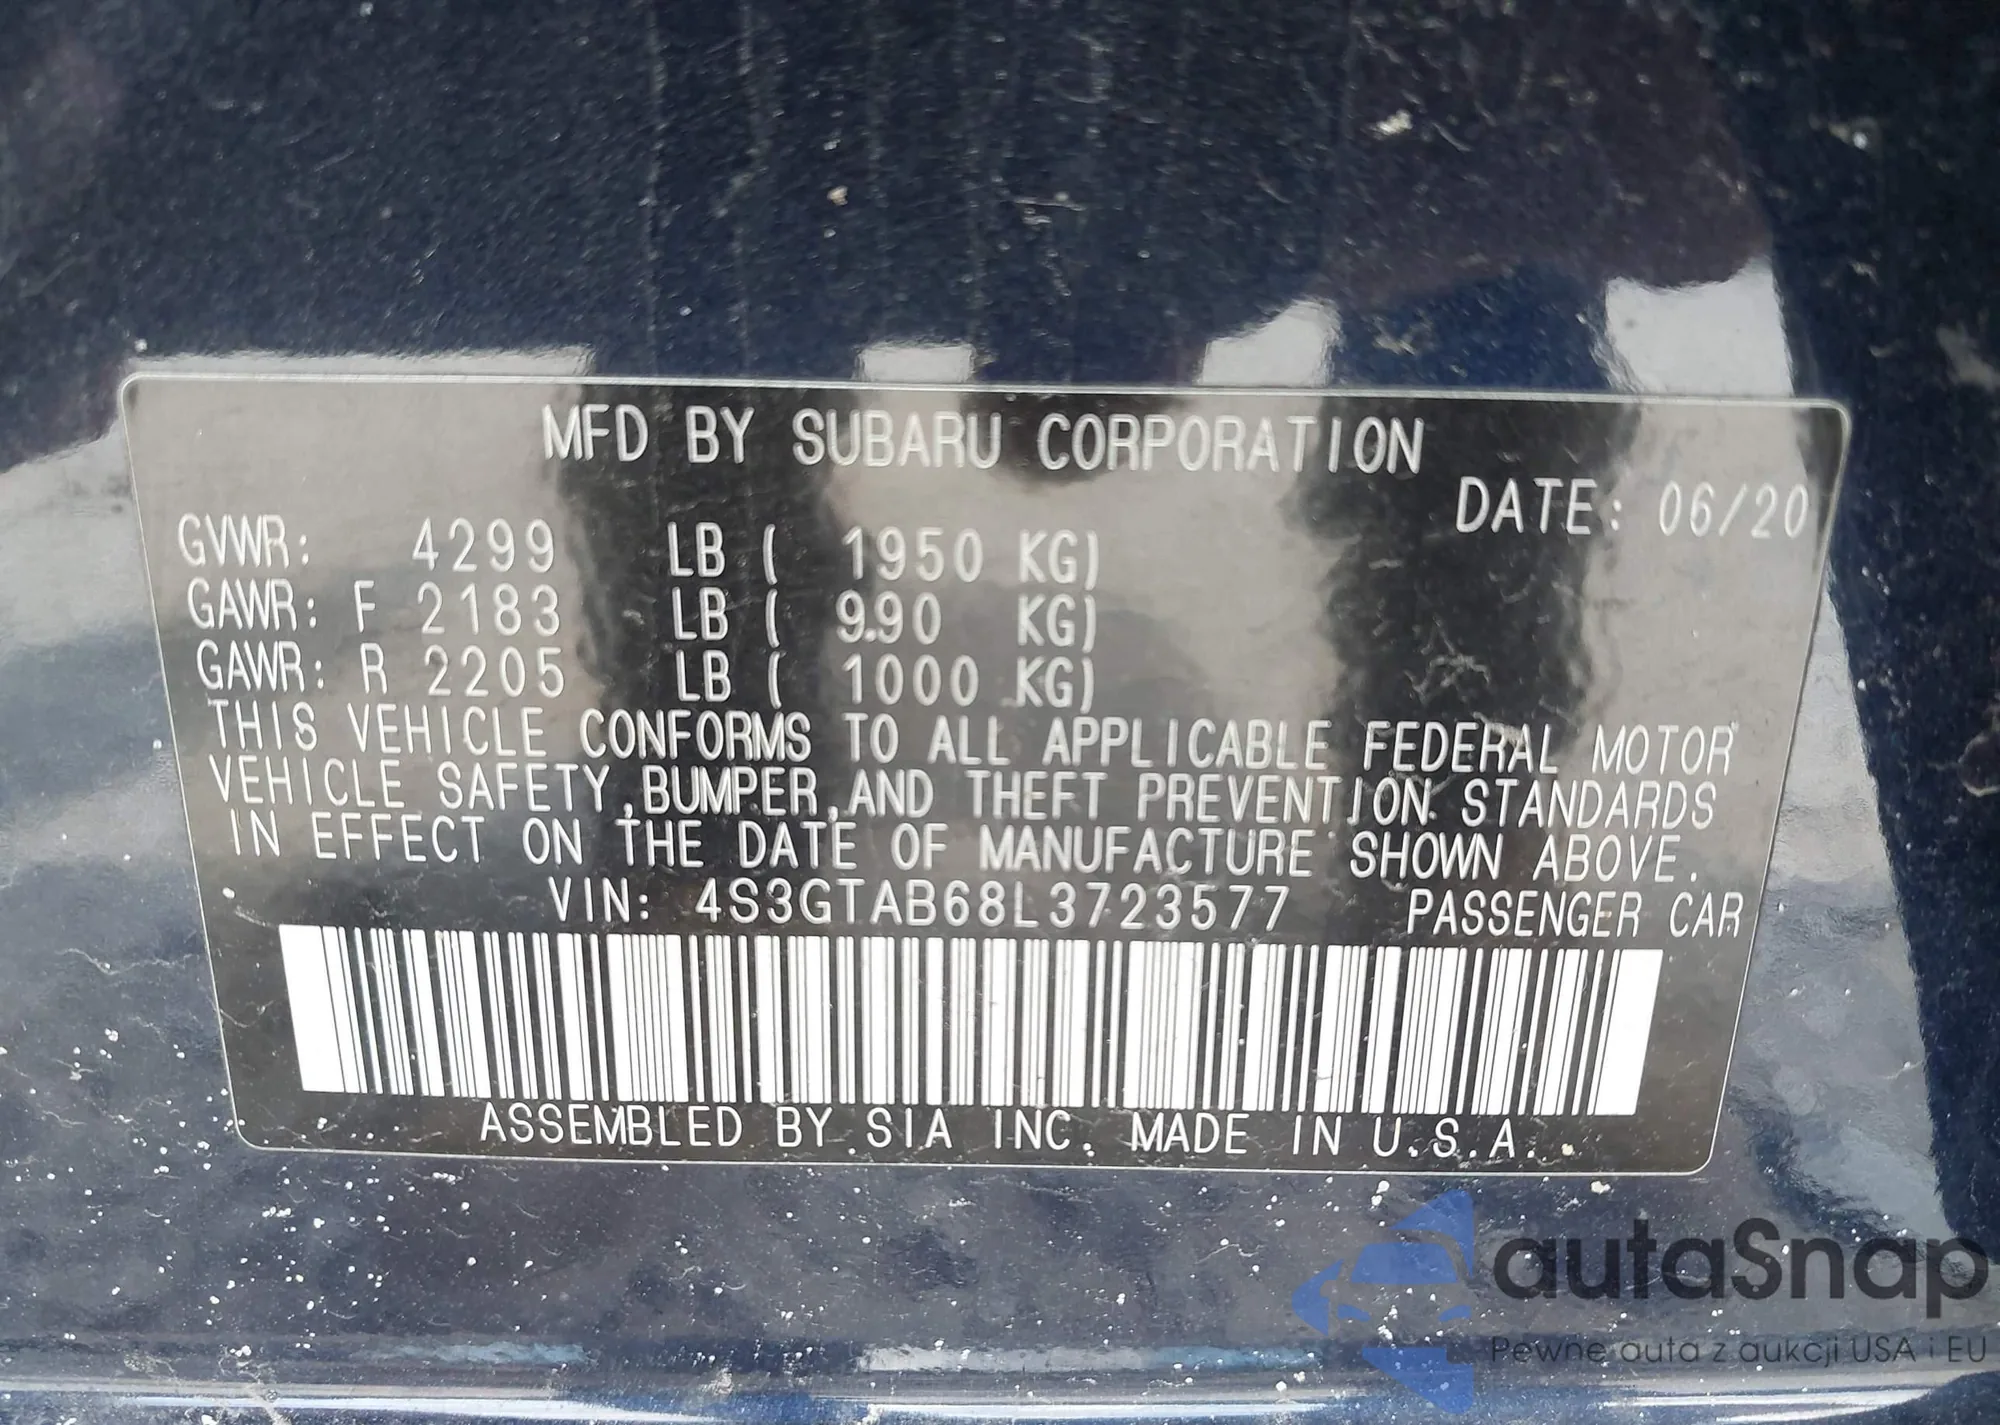 MFD BY SUBARU CORPORATION
DATE: 06/20
GVWR: 4299 LB ( 1950 KG)
GAWR: F 2183 LB ( 990 KG)
GAWR: R 2205 LB ( 1000 KG)
THIS VEHICLE CONFORMS TO ALL APPLICABLE FEDERAL MOTOR
VEHICLE SAFETY,BUMPER,AND THEFT PREVENTION STANDARDS
IN EFFECT ON THE DATE OF MANUFACTURE SHOWN ABOVE.
VIN: 4S3GTAB68L3723577 PASSENGER CAR
ASSEMBLED BY SIA INC. MADE IN U.S.A.
autaSnap
Pewne auta z aukcji USA i EU